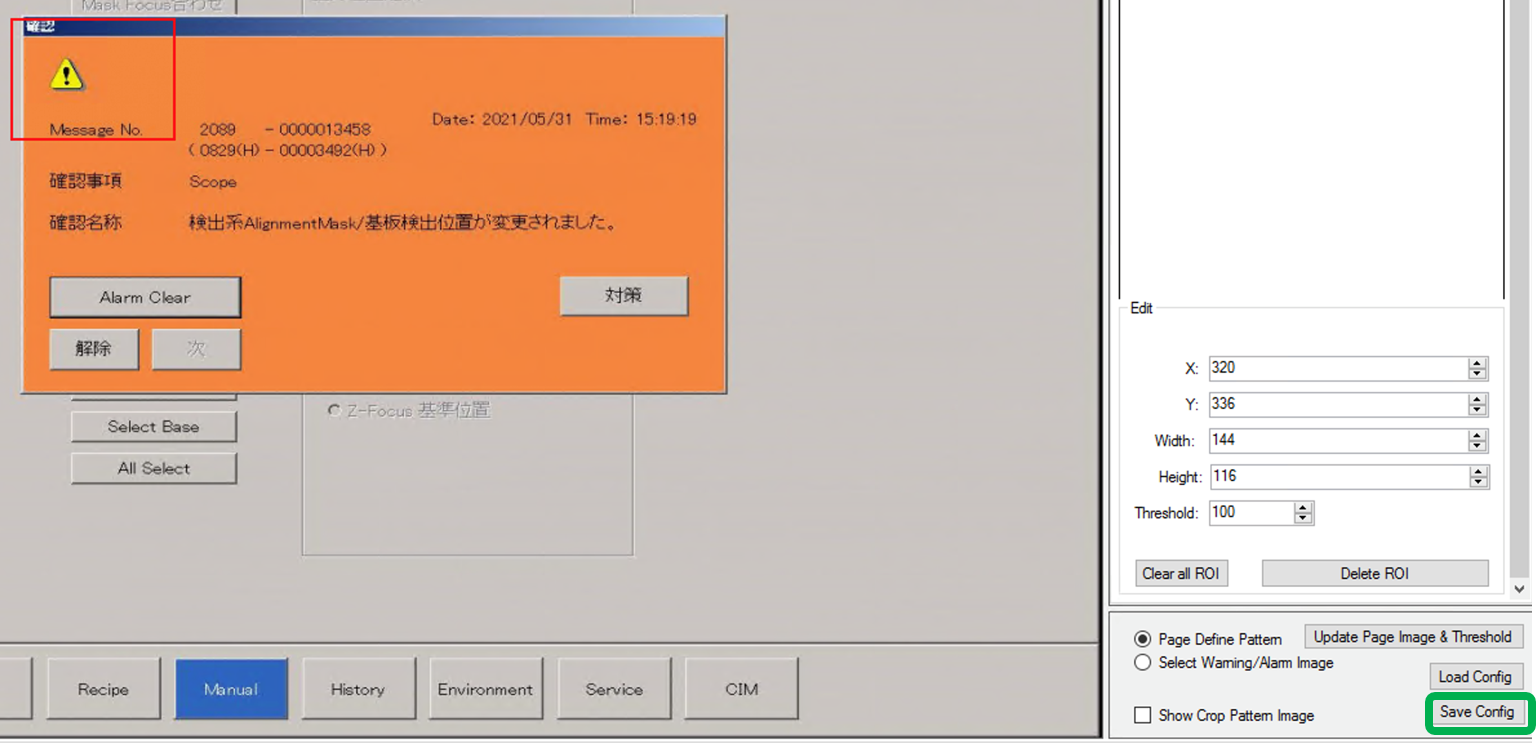 Mask Focus合わせ
確認
Message No.
2089 - 0000013458
( 0829(H) - 00003492(H) )
Date: 2021/05/31 Time: 15:19:19
確認事項 Scope
確認名称 検出系AlignmentMask/基板検出位置が変更されました。
Alarm Clear
対策
解除
次
Z-Focus 基準位置
Select Base
All Select
Recipe
Manual
History
Environment
Service
CIM
Edit
X: 320
Y: 336
Width: 144
Height: 116
Threshold: 100
Clear all ROI
Delete ROI
Page Define Pattern
Update Page Image & Threshold
Select Warning/Alarm Image
Load Config
Show Crop Pattern Image
Save Config